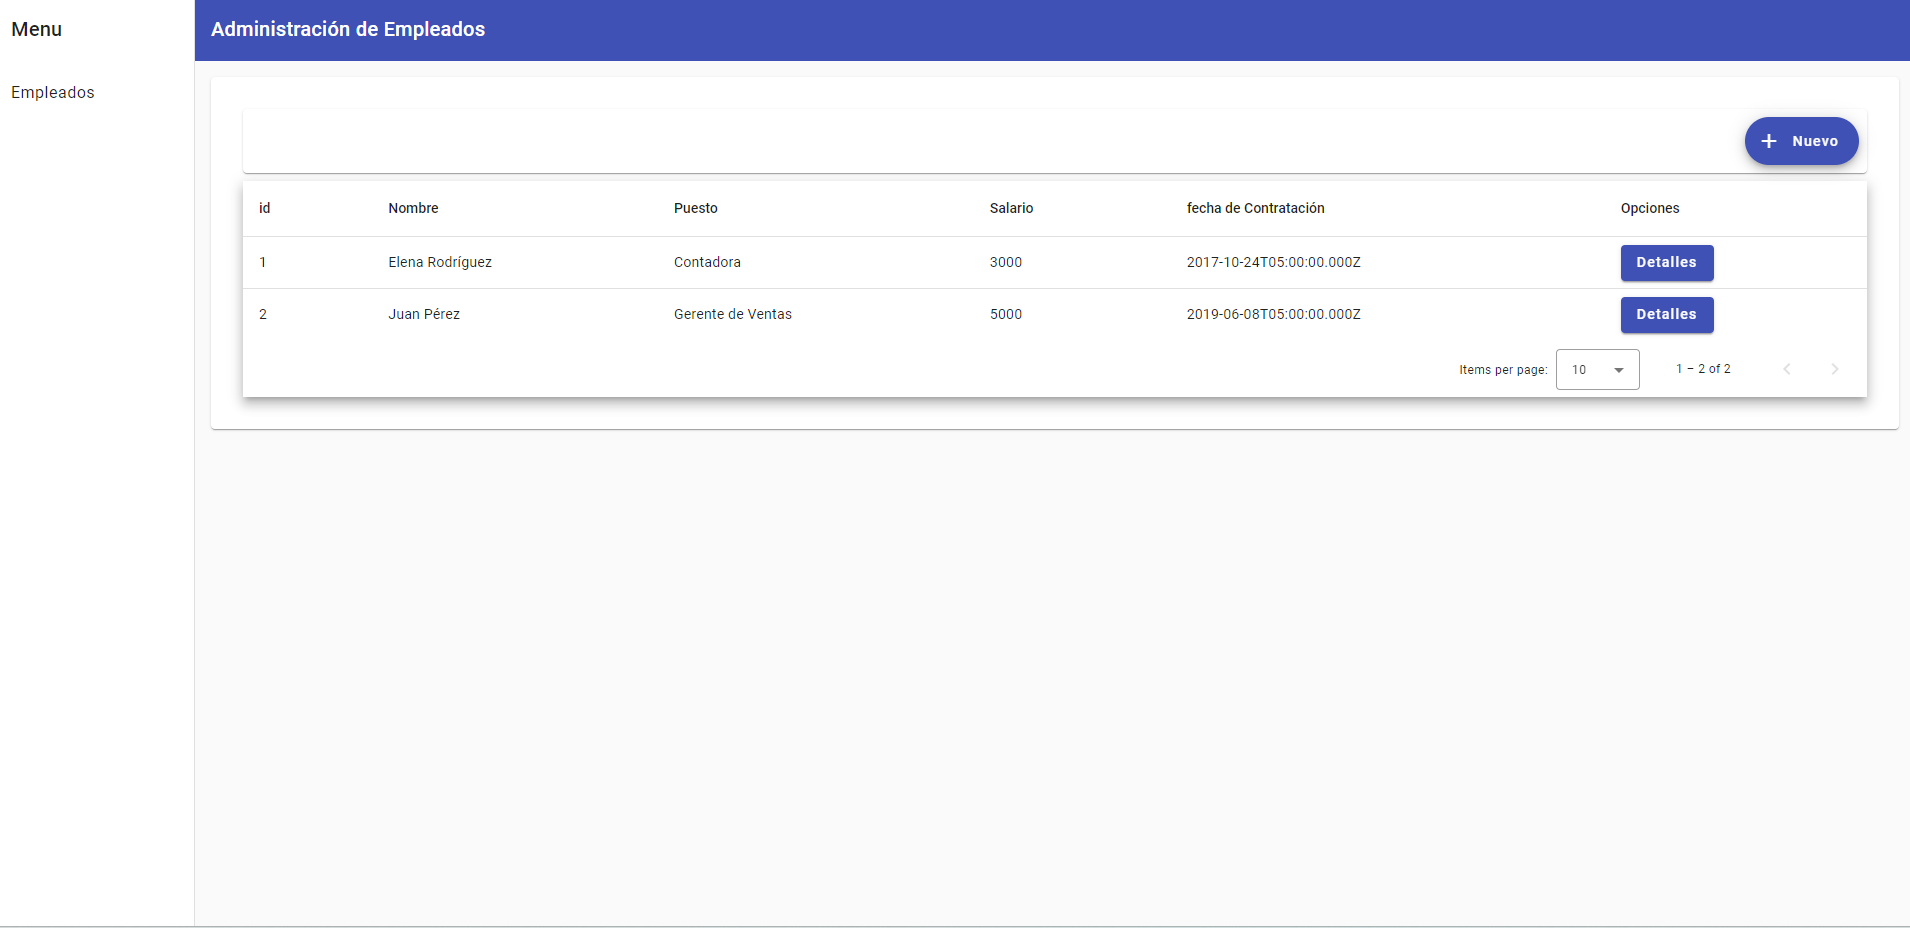 Menu
Administración de Empleados
Empleados
Nuevo
id Nombre Puesto Salario fecha de Contratación Opciones
1 Elena Rodríguez Contadora 3000 2017-10-24T05:00:00.000Z Detalles
2 Juan Pérez Gerente de Ventas 5000 2019-06-08T05:00:00.000Z Detalles
Items per page: 10 1 – 2 of 2